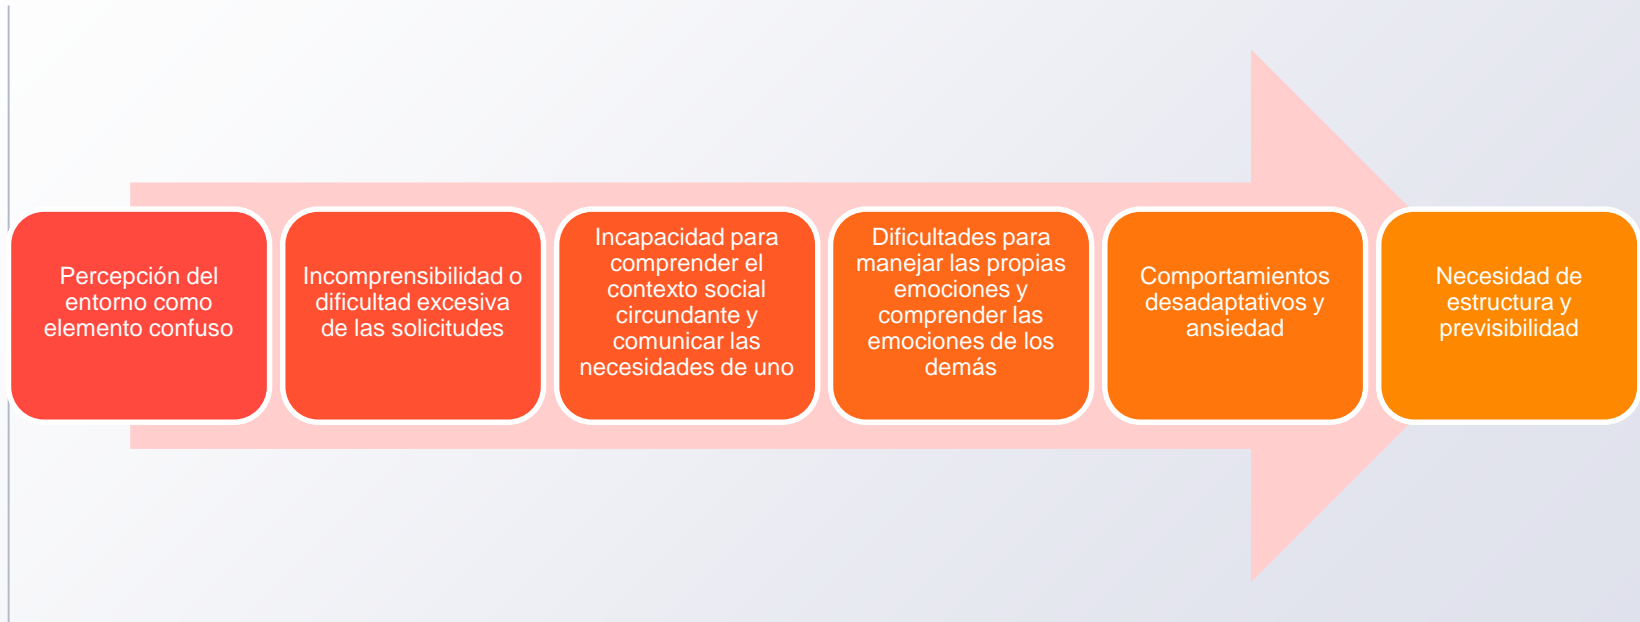 Percepción del
entorno como
elemento confuso
Incomprensibilidad o
dificultad excesiva
de las solicitudes
Incapacidad para
comprender el
contexto social
circundante y
comunicar las
necesidades de uno
Dificultades para
manejar las propias
emociones y
comprender las
emociones de los
demás
Comportamientos
desadaptativos y
ansiedad
Necesidad de
estructura y
previsibilidad